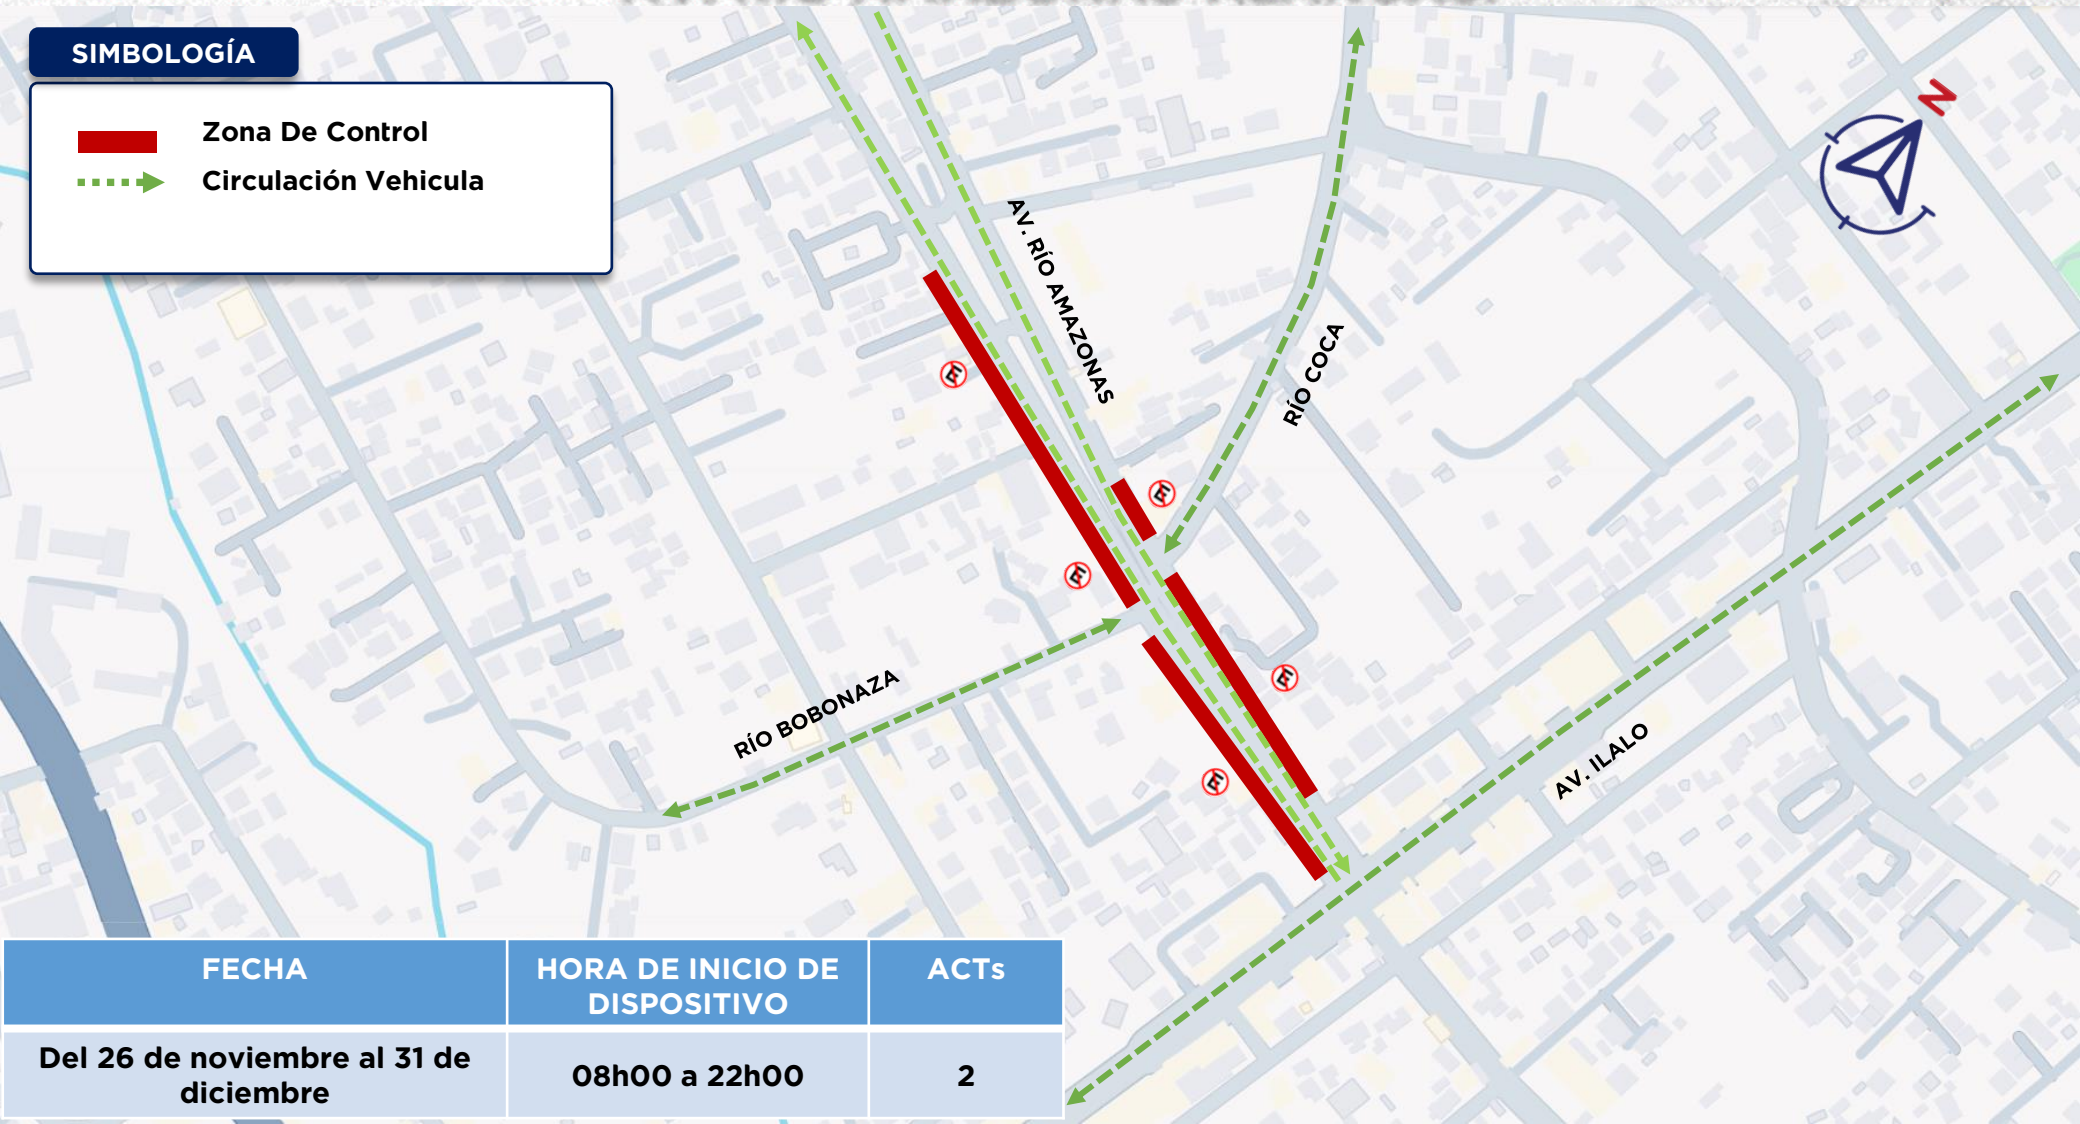 SIMBOLOGÍA
Zona De Control
Circulación Vehicula
N
AV. RÍO AMAZONAS
RÍO COCA
RÍO BOBONAZA
AV. ILALO
FECHA
HORA DE INICIO DE
DISPOSITIVO
ACTs
Del 26 de noviembre al 31 de
diciembre
08h00 a 22h00
2